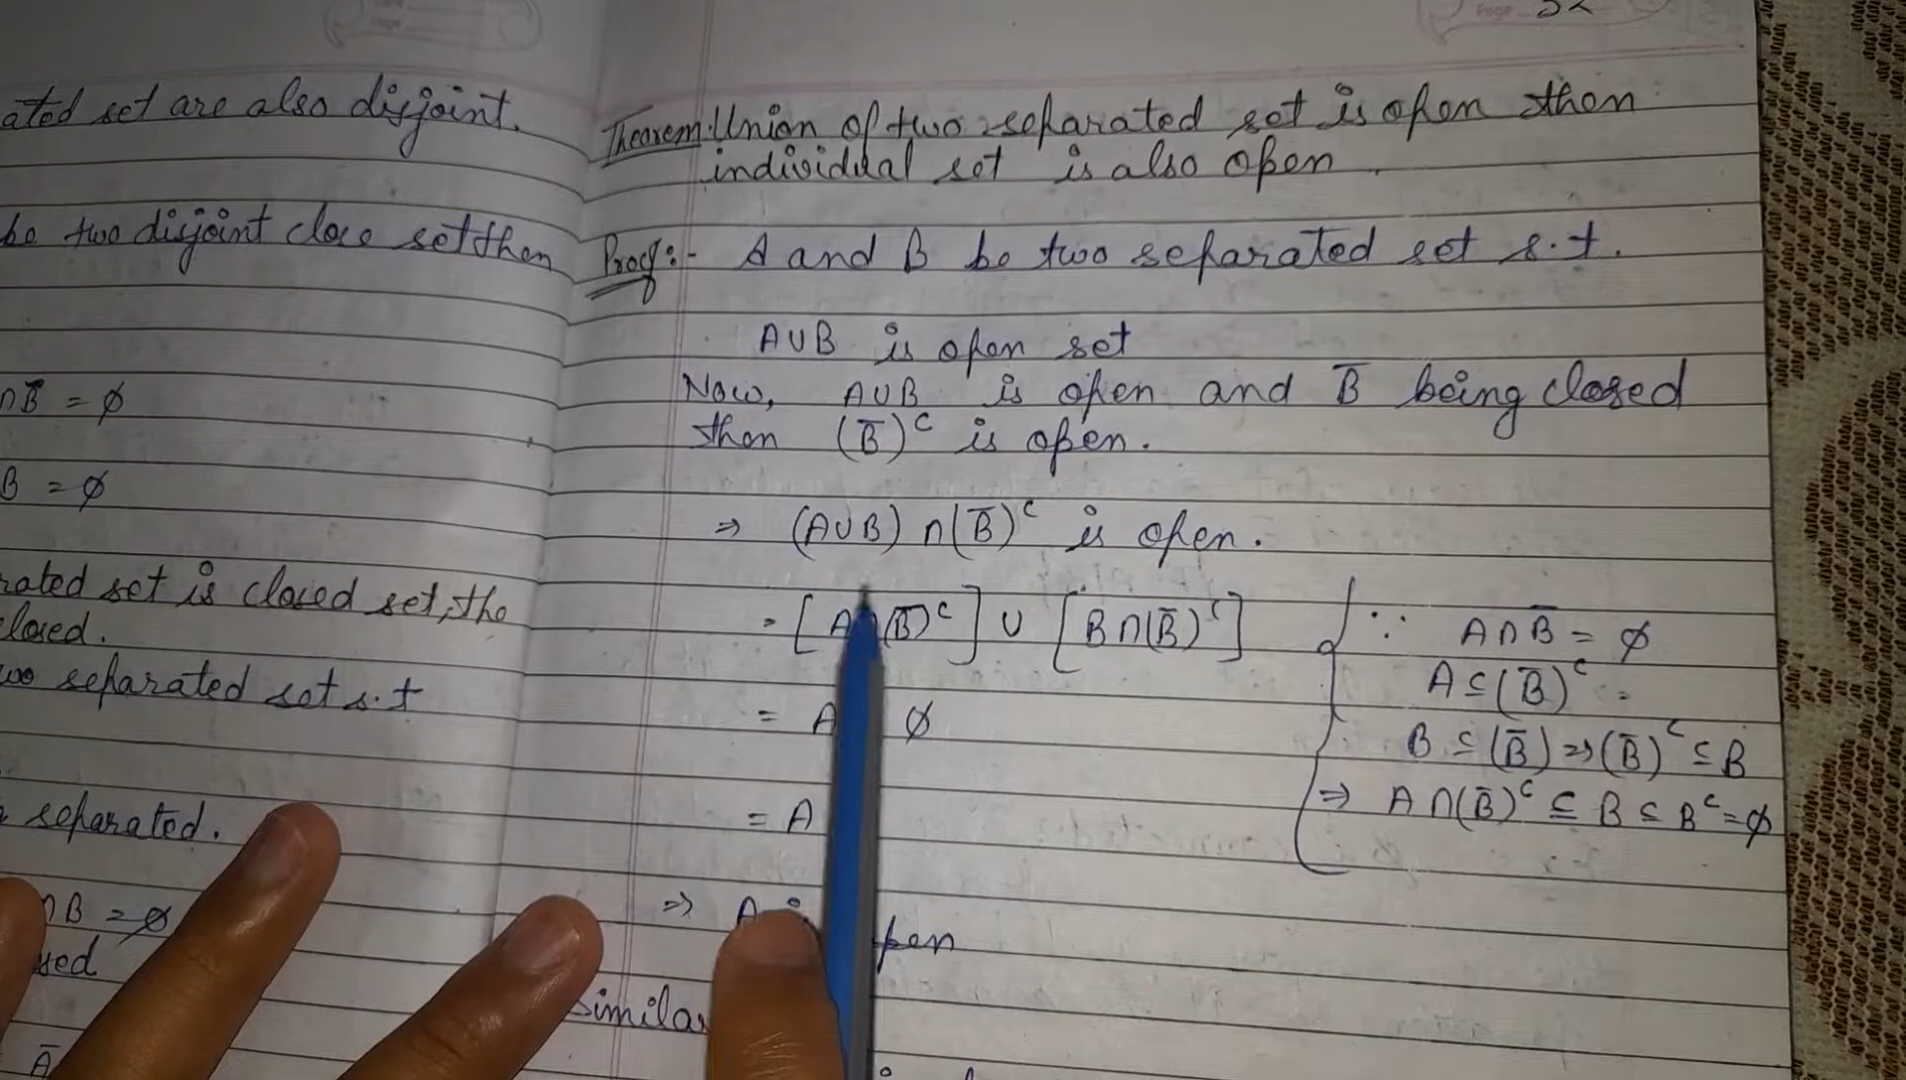 ated set are also disjoint.
be two disjoint close set then
∩B̅ = ∅
B = ∅
rated set is closed set, the
closed.
two separated set s.t
separated.
∩B = ∅
Ā
Theorem: Union of two separated set is open then
individual set is also open.
Proof:- A and B be two separated set s.t.
A∪B is open set
Now, A∪B is open and B̅ being closed
then (B̅)ᶜ is open.
⇒ (A∪B) ∩ (B̅)ᶜ is open.
= [A∩(B̅)ᶜ] ∪ [B∩(B̅)ᶜ]
= A ∅
= A
⇒ A
pen
Similar
∵ A∩B̅ = ∅
A⊆(B̅)ᶜ
B ⊆ (B̅) ⇒ (B̅)ᶜ ⊆ B
⇒ A∩(B̅)ᶜ ⊆ B ⊆ Bᶜ = ∅